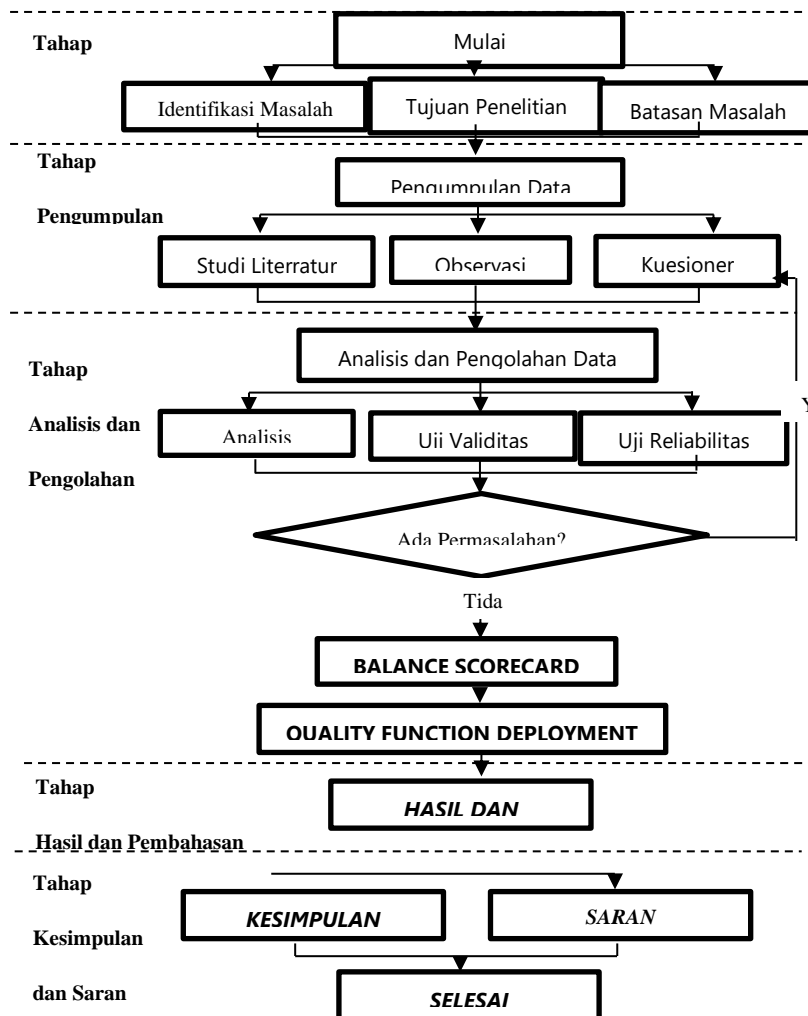 Tahap
Mulai
Identifikasi Masalah
Tujuan Penelitian
Batasan Masalah
Tahap
Pengumpulan
Pengumpulan Data
Studi Literratur
Observasi
Kuesioner
Tahap
Analisis dan
Pengolahan
Analisis dan Pengolahan Data
Analisis
Uji Validitas
Uji Reliabilitas
Y
Ada Permasalahan?
Tida
BALANCE SCORECARD
QUALITY FUNCTION DEPLOYMENT
Tahap
Hasil dan Pembahasan
HASIL DAN
Tahap
Kesimpulan
dan Saran
KESIMPULAN
SARAN
SELESAI